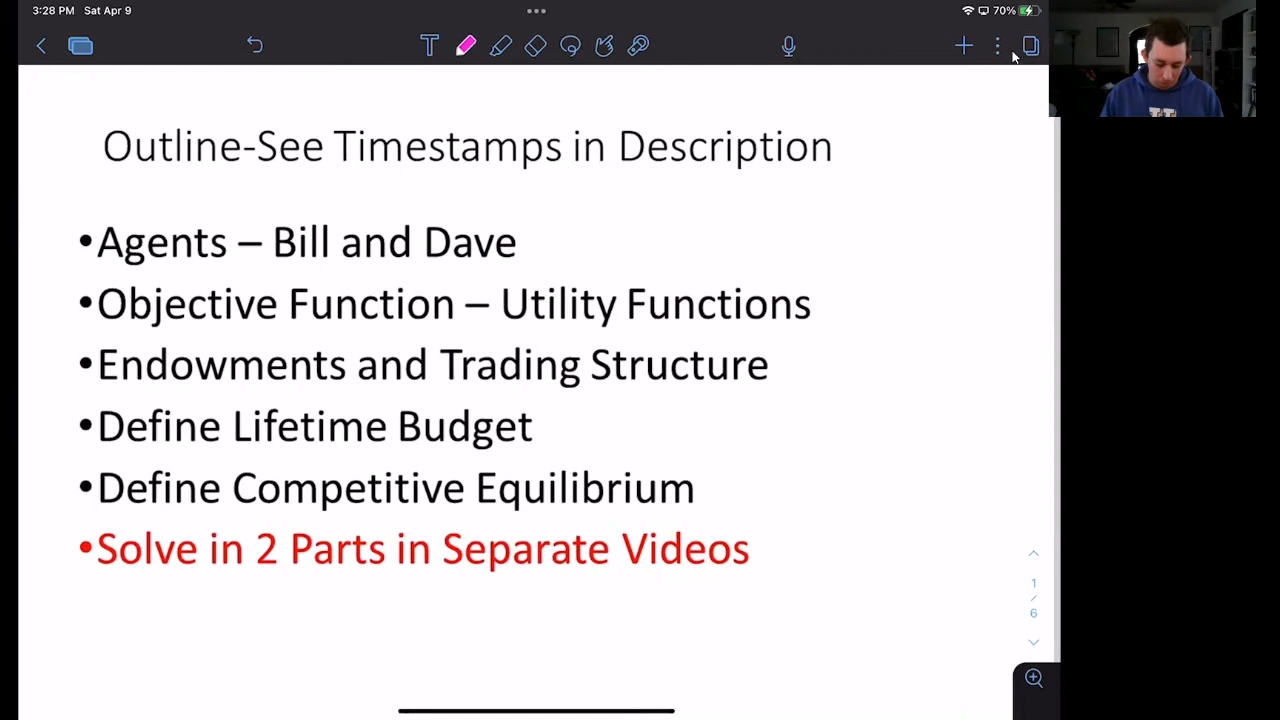 3:28 PM Sat Apr 9
70%
Outline-See Timestamps in Description
•Agents – Bill and Dave
•Objective Function – Utility Functions
•Endowments and Trading Structure
•Define Lifetime Budget
•Define Competitive Equilibrium
•Solve in 2 Parts in Separate Videos
1
/
6